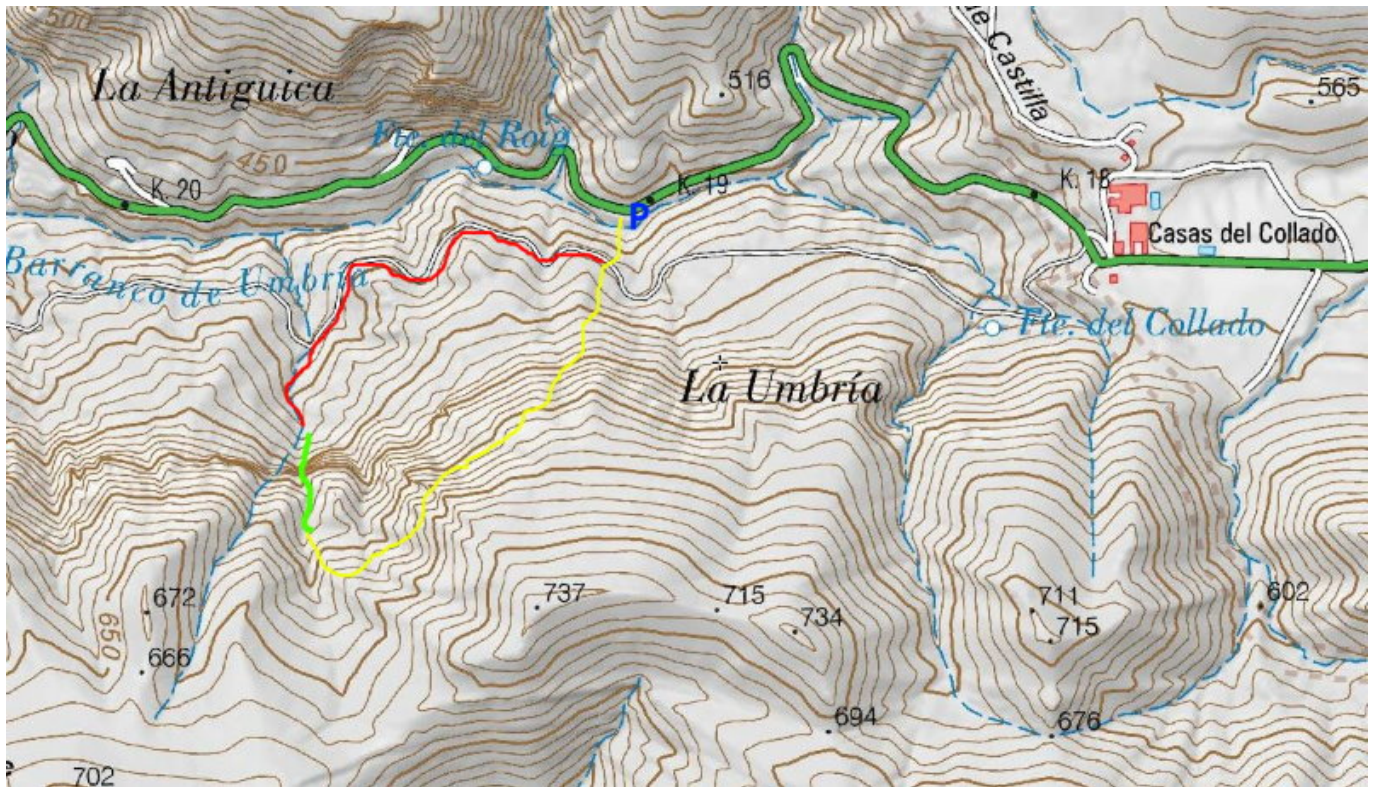 de Castilla
La Antiguica
516
565
Fte. del Roig
450
K. 20
K. 19
K. 18
P
Casas del Collado
Barranco de Umbría
Fte. del Collado
La Umbría
737
715
711
602
672
734
715
650
666
694
676
702